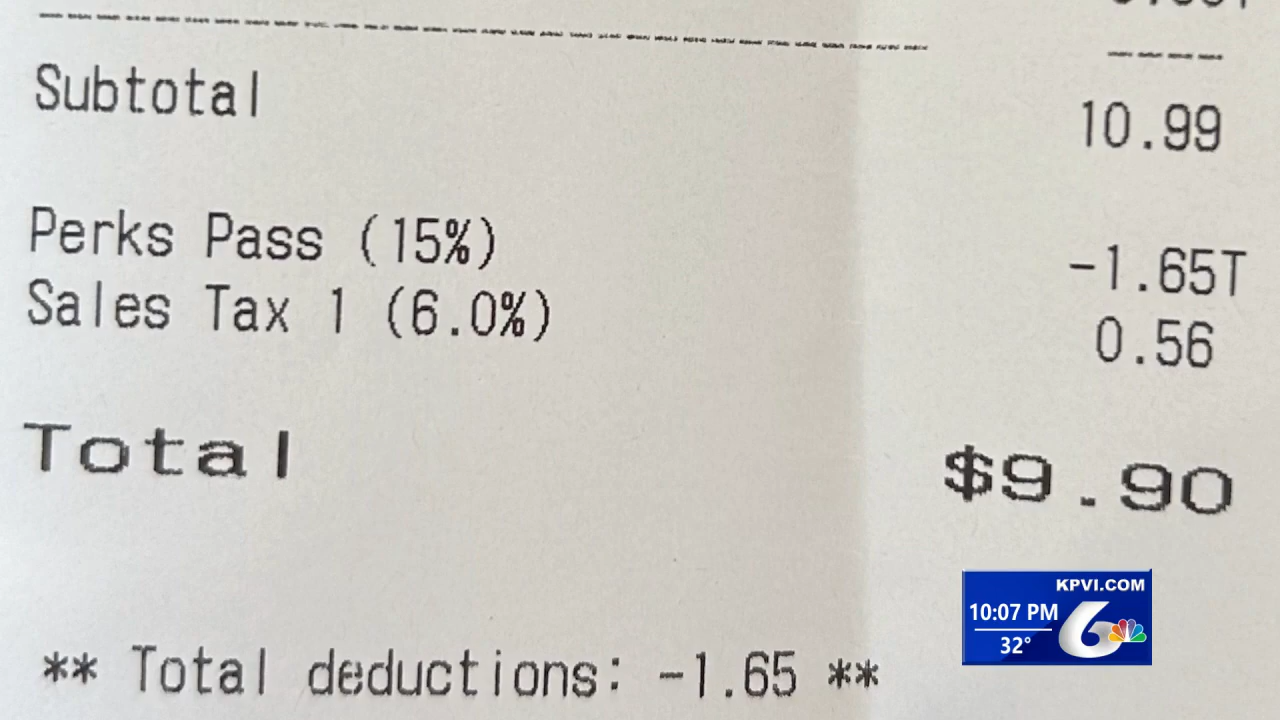 Subtotal 10.99
Perks Pass (15%) -1.65T
Sales Tax 1 (6.0%) 0.56
Total $9.90
** Total deductions: -1.65 **
KPVI.COM
10:07 PM
32°
6